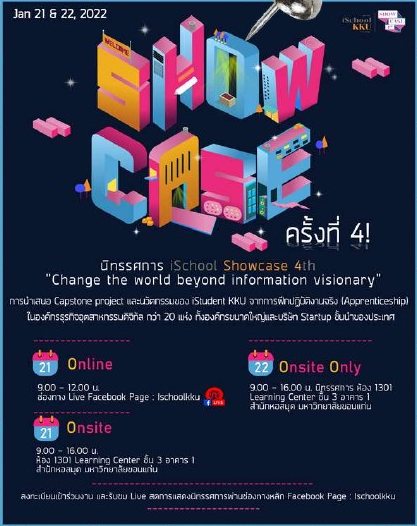 Jan 21 & 22, 2022
iSchool
KKU
SHOW
CASE
WELCOME
SHOW
CASE
ครั้งที่ 4!
นิทรรศการ iSchool Showcase 4th
"Change the world beyond information visionary"
การนำเสนอ Capstone project และนวัตกรรมของ iStudent KKU จากการฝึกปฏิบัติงานจริง (Apprenticeship)
ในองค์กรธุรกิจอุตสาหกรรมดิจิทัล กว่า 20 แห่ง ทั้งองค์กรขนาดใหญ่และบริษัท Startup ชั้นนำของประเทศ
21 Online
9.00 - 12.00 น.
ช่องทาง Live Facebook Page : Ischoolkku
LIVE
22 Onsite Only
9.00 - 16.00 น. นิทรรศการ ห้อง 1301
Learning Center ชั้น 3 อาคาร 1
สำนักหอสมุด มหาวิทยาลัยขอนแก่น
21 Onsite
9.00 - 16.00 น.
ห้อง 1301 Learning Center ชั้น 3 อาคาร 1
สำนักหอสมุด มหาวิทยาลัยขอนแก่น
ลงทะเบียนเข้าร่วมงาน และรับชม Live สดการแสดงนิทรรศการผ่านช่องทางหลัก Facebook Page : Ischoolkku